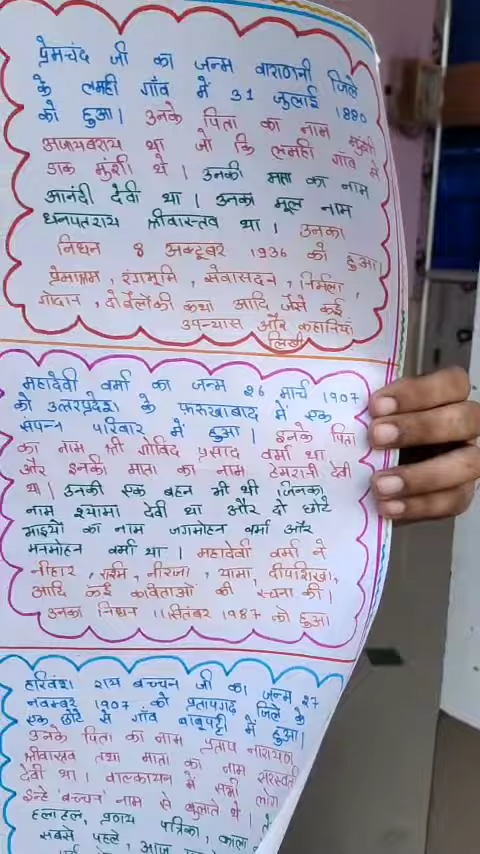 प्रेमचंद जी का जन्म वाराणसी जिले
के लमही गाँव में 31 जुलाई 1880
को हुआ। उनके पिता का नाम मुंशी
अजायबराय था जो कि लमही गाँव से
डाक मुंशी थे। उनकी माता का नाम
आनंदी देवी था। उनका मूल नाम
धनपतराय श्रीवास्तव था। उनका
निधन 8 अक्टूबर 1936 को हुआ।
प्रेमाश्रम, रंगभूमि, सेवासदन, निर्मला,
गोदान, दो बैलों की कथा आदि जैसे कई
उपन्यास और कहानियां
लिखी
महादेवी वर्मा का जन्म 26 मार्च 1907
को उत्तरप्रदेश के फरुखाबाद में एक
संपन्न परिवार में हुआ। इनके पिता
का नाम श्री गोविंद प्रसाद वर्मा था
और इनकी माता का नाम हेमरानी देवी
था। उनकी एक बहन भी थी जिनका
नाम श्यामा देवी था और दो छोटे
भाइयों का नाम जगमोहन वर्मा और
मनमोहन वर्मा था। महादेवी वर्मा ने
नीहार, रश्मि, नीरजा, यामा, दीपशिखा,
आदि कई कविताओं की रचना की।
उनका निधन 11 सितंबर 1987 को हुआ
हरिवंश राय बच्चन जी का जन्म 27
नवम्बर 1907 को प्रतापगढ़ जिले के
एक छोटे से गाँव बाबूपट्टी में हुआ।
उनके पिता का नाम प्रताप नारायण
श्रीवास्तव तथा माता का नाम सरस्वती
देवी था। बाल्यकाल में सभी लोग
इन्हे 'बच्चन' नाम से बुलाते थे।
हलाहल, प्रणय पत्रिका,
सबसे पहले, आज